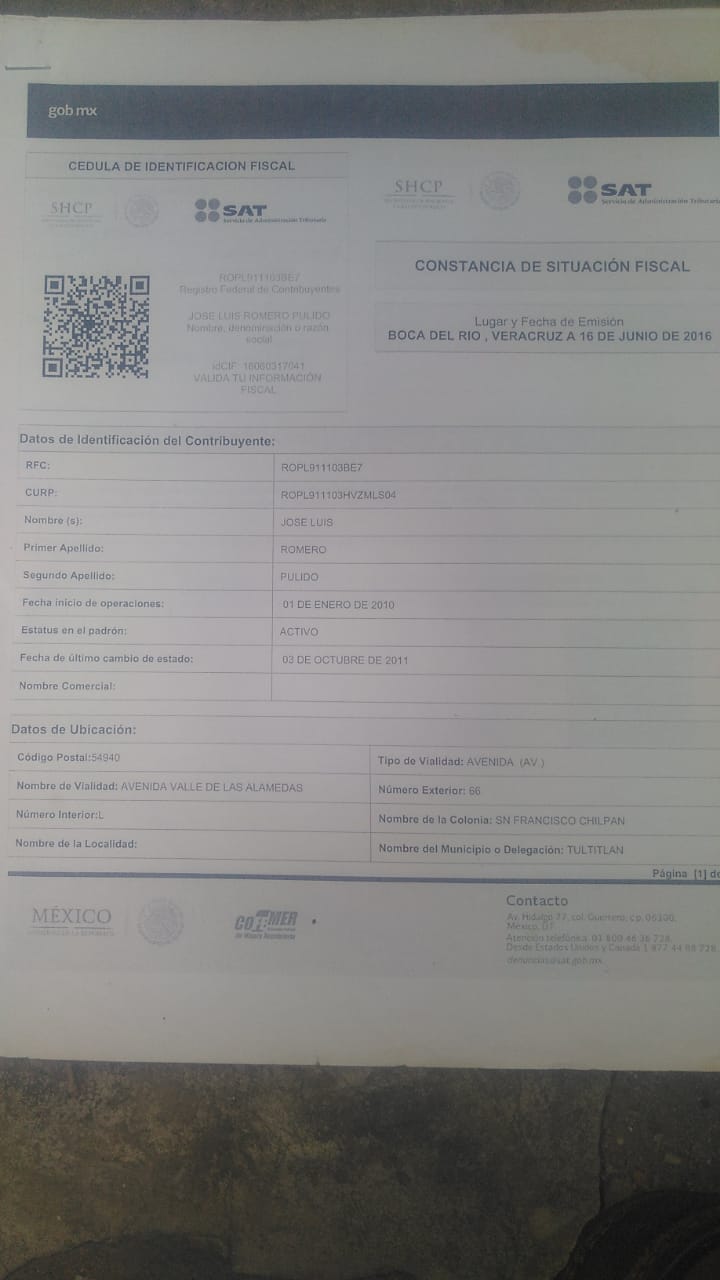 gob mx
CEDULA DE IDENTIFICACION FISCAL
SHCP
SAT
Servicio de Administración Tributaria
ROPL911103BE7
Registro Federal de Contribuyentes
JOSE LUIS ROMERO PULIDO
Nombre, denominación o razón
social
idCIF: 16060317041
VALIDA TU INFORMACIÓN
FISCAL
SHCP
SAT
Servicio de Administración Tributaria
CONSTANCIA DE SITUACIÓN FISCAL
Lugar y Fecha de Emisión
BOCA DEL RIO , VERACRUZ A 16 DE JUNIO DE 2016
Datos de Identificación del Contribuyente:
RFC: ROPL911103BE7
CURP: ROPL911103HVZMLS04
Nombre (s): JOSE LUIS
Primer Apellido: ROMERO
Segundo Apellido: PULIDO
Fecha inicio de operaciones: 01 DE ENERO DE 2010
Estatus en el padrón: ACTIVO
Fecha de último cambio de estado: 03 DE OCTUBRE DE 2011
Nombre Comercial:
Datos de Ubicación:
Código Postal:54940 Tipo de Vialidad: AVENIDA (AV.)
Nombre de Vialidad: AVENIDA VALLE DE LAS ALAMEDAS Número Exterior: 66
Número Interior:L Nombre de la Colonia: SN FRANCISCO CHILPAN
Nombre de la Localidad: Nombre del Municipio o Delegación: TULTITLAN
Página [1] de
MÉXICO
GOBIERNO DE LA REPÚBLICA
COFEMER
Contacto
Av. Hidalgo 77, col. Guerrero, c.p. 06300,
México, D.F.
Atención telefónica: 01 800 46 36 728,
Desde Estados Unidos y Canadá 1 877 44 88 728
denuncias@sat.gob.mx